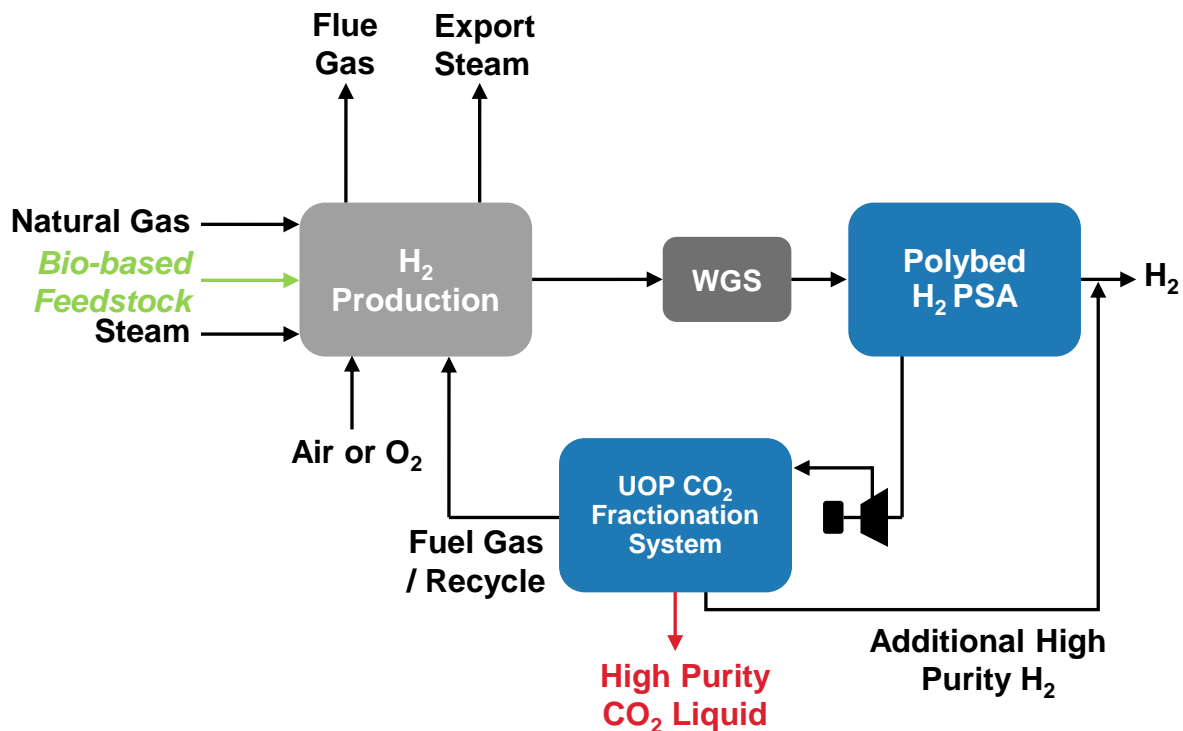 Flue
Gas
Export
Steam
Natural Gas
Bio-based
Feedstock
Steam
H₂
Production
WGS
Polybed
H₂ PSA
H₂
Air or O₂
UOP CO₂
Fractionation
System
Fuel Gas
/ Recycle
High Purity
CO₂ Liquid
Additional High
Purity H₂